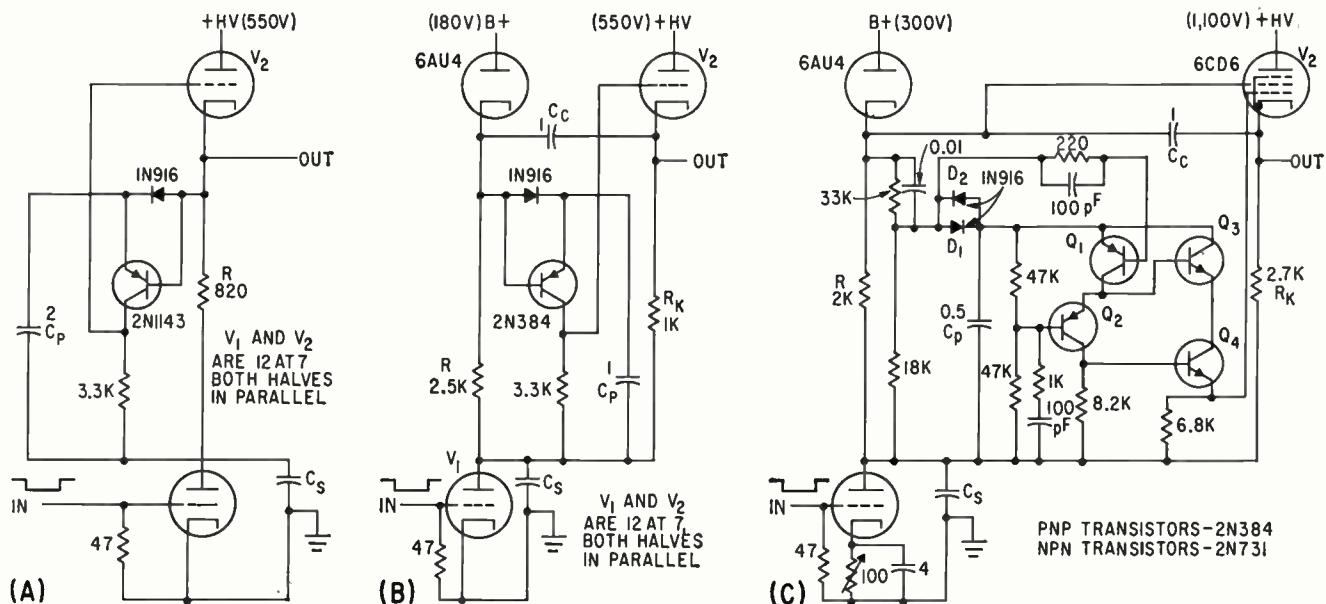 +HV(550V)
V2
OUT
1N916
2N1143
R
820
2
CP
3.3K
V1 AND V2
ARE 12AT7
BOTH HALVES
IN PARALLEL
IN
47
CS
(A)
(180V)B+
(550V)+HV
6AU4
V2
1
CC
OUT
1N916
2N384
RK
1K
R
2.5K
3.3K
1
CP
V1
CS
IN
47
V1 AND V2
ARE 12AT7,
BOTH HALVES
IN PARALLEL
(B)
B+(300V)
(1,100V)+HV
6AU4
6CD6
V2
1
CC
OUT
0.01
220
1N916
D2
33K
100pF
D1
Q1
Q3
R
2K
47K
2.7K
RK
0.5
CP
Q2
Q4
18K
47K
1K
100
pF
8.2K
6.8K
CS
IN
47
100
4
PNP TRANSISTORS-2N384
NPN TRANSISTORS-2N731
(C)